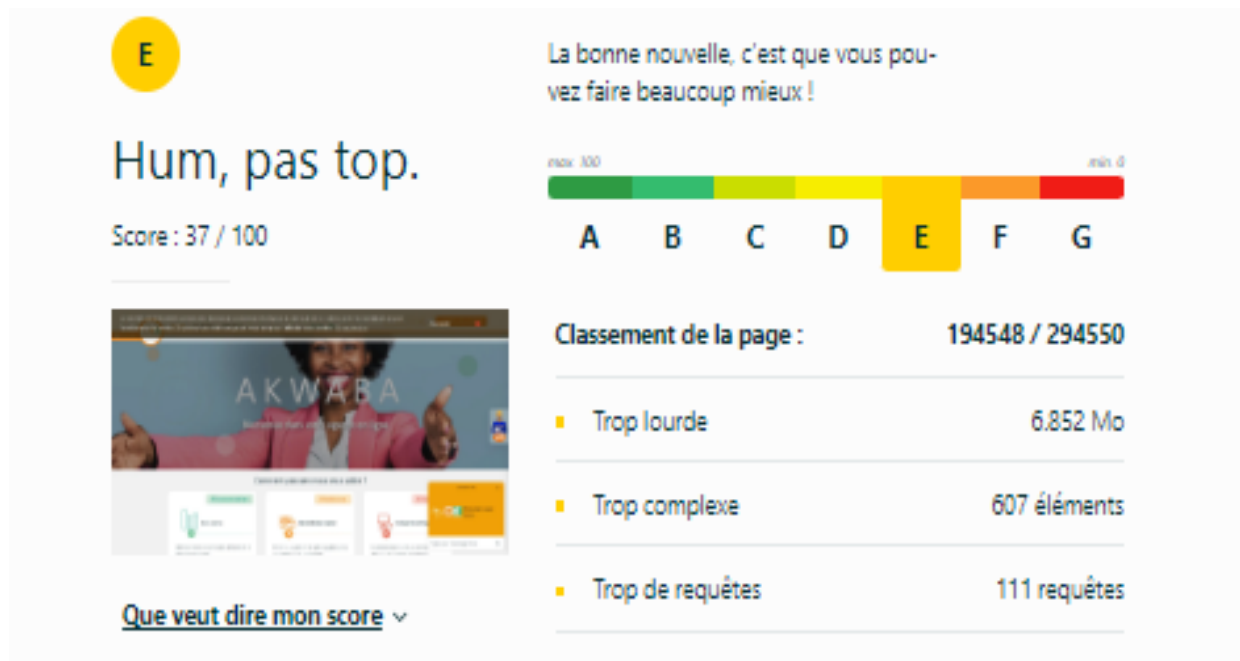 E
Hum, pas top.
Score : 37 / 100
AKWABA
Que veut dire mon score
La bonne nouvelle, c'est que vous pou-
vez faire beaucoup mieux !
max. 100 min. 0
A B C D E F G
Classement de la page : 194548 / 294550
Trop lourde 6.852 Mo
Trop complexe 607 éléments
Trop de requêtes 111 requêtes